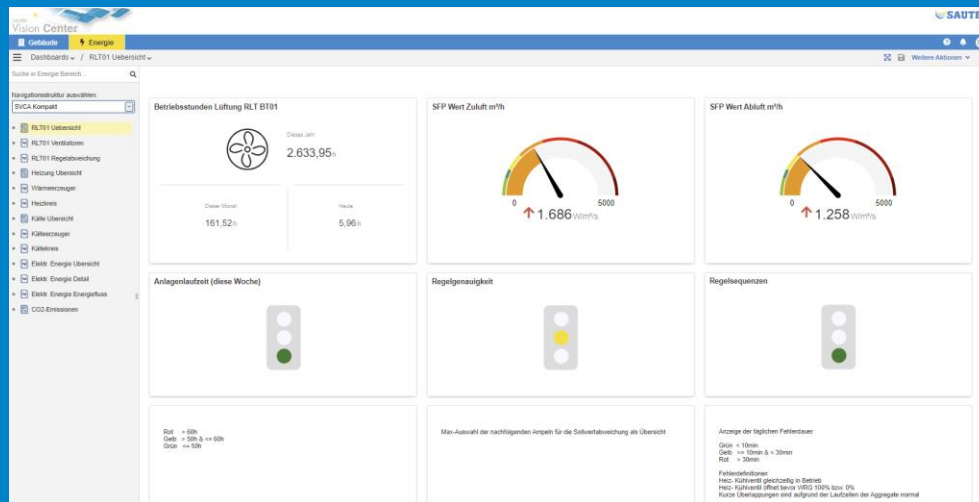 Vision Center
SAUTE
Gebäude
Energie
Dashboards / RLT01 Uebersicht
Weitere Aktionen
Suche in Energie Bereich...
Navigationsstruktur auswählen:
SVCA Kompakt
RLT01 Uebersicht
RLT01 Ventilatoren
RLT01 Regelabweichung
Heizung Übersicht
Wärmeerzeuger
Heizkreis
Kälte Übersicht
Kälteerzeuger
Kältekreis
Elektr. Energie Übersicht
Elektr. Energie Detail
Elektr. Energie Energiefluss
CO2-Emissionen
Betriebsstunden Lüftung RLT BT01
Dieses Jahr
2.633,95 h
Dieser Monat
161,52 h
Heute
5,96 h
SFP Wert Zuluft m³/h
0
5000
1.686 W/m³/s
SFP Wert Abluft m³/h
0
5000
1.258 W/m³/s
Anlagenlaufzeit (diese Woche)
Regelgenauigkeit
Regelsequenzen
Rot > 60h
Gelb > 50h & <= 60h
Grün <= 50h
Max-Auswahl der nachfolgenden Ampeln für die Sollwertabweichung als Übersicht
Anzeige der täglichen Fehlerdauer
Grün < 10min
Gelb >= 10min & < 30min
Rot > 30min
Fehlerdefinitionen
Heiz- Kühlventil gleichzeitig in Betrieb
Heiz- Kühlventil öffnet bevor WRG 100% bzw. 0%
Kurze Überlappungen sind aufgrund der Laufzeiten der Aggregate normal